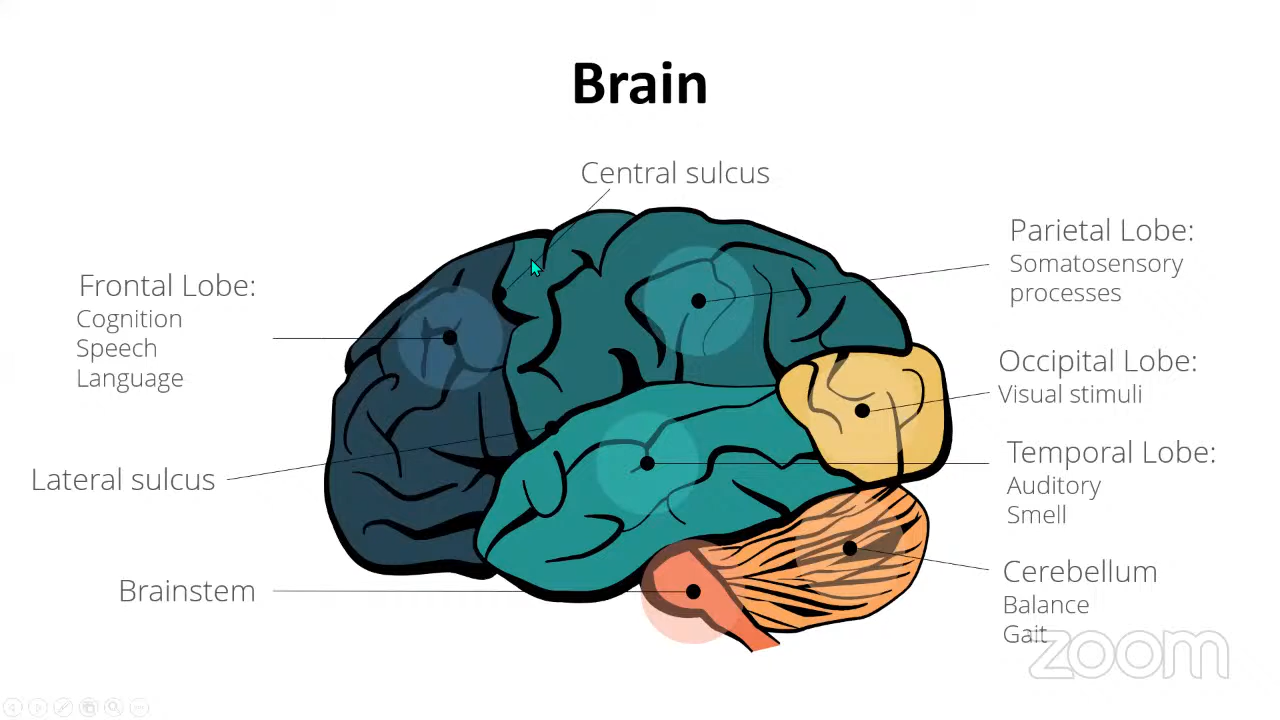 Brain
Central sulcus
Frontal Lobe:
Cognition
Speech
Language
Lateral sulcus
Brainstem
Parietal Lobe:
Somatosensory
processes
Occipital Lobe:
Visual stimuli
Temporal Lobe:
Auditory
Smell
Cerebellum
Balance
Gait
zoom